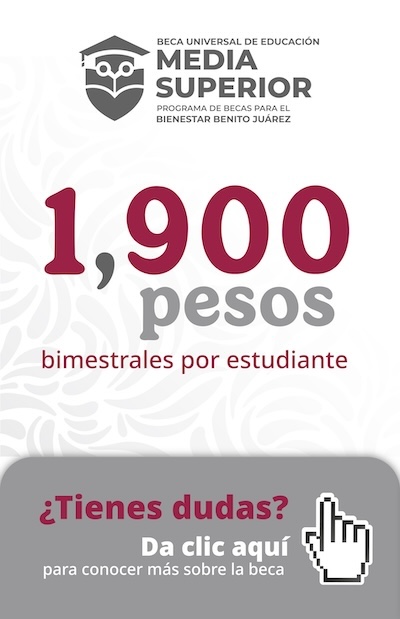 BECA UNIVERSAL DE EDUCACIÓN
MEDIA
SUPERIOR
PROGRAMA DE BECAS PARA EL
BIENESTAR BENITO JUÁREZ
1,900
pesos
bimestrales por estudiante
¿Tienes dudas?
Da clic aquí
para conocer más sobre la beca